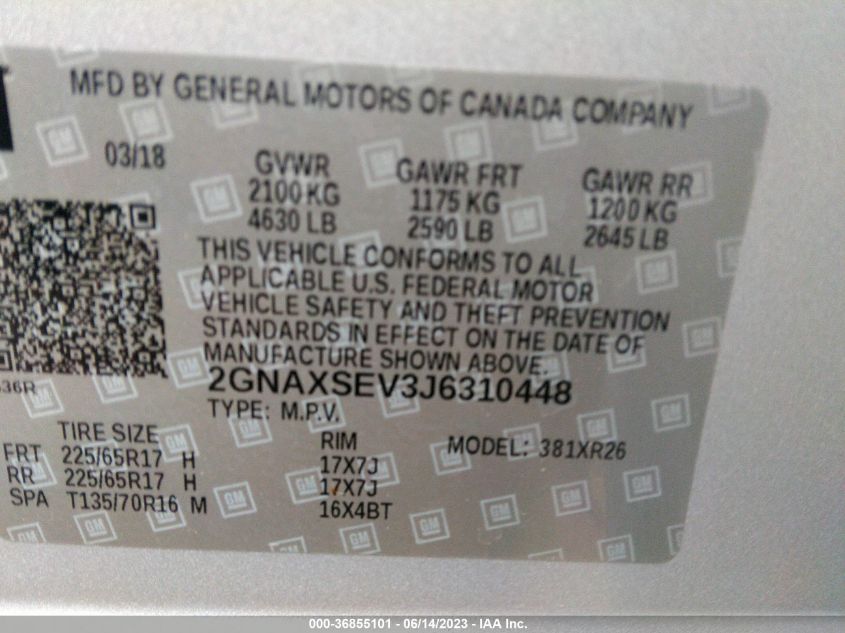 MFD BY GENERAL MOTORS OF CANADA COMPANY
03/18 GVWR GAWR FRT GAWR RR
2100 KG 1175 KG 1200 KG
4630 LB 2590 LB 2645 LB
THIS VEHICLE CONFORMS TO ALL
APPLICABLE U.S. FEDERAL MOTOR
VEHICLE SAFETY AND THEFT PREVENTION
STANDARDS IN EFFECT ON THE DATE OF
MANUFACTURE SHOWN ABOVE.
2GNAXSEV3J6310448
TYPE: M.P.V.
TIRE SIZE RIM MODEL: 381XR26
FRT 225/65R17 H 17X7J
RR 225/65R17 H 17X7J
SPA T135/70R16 M 16X4BT
GM
000-36855101 - 06/14/2023 - IAA Inc.